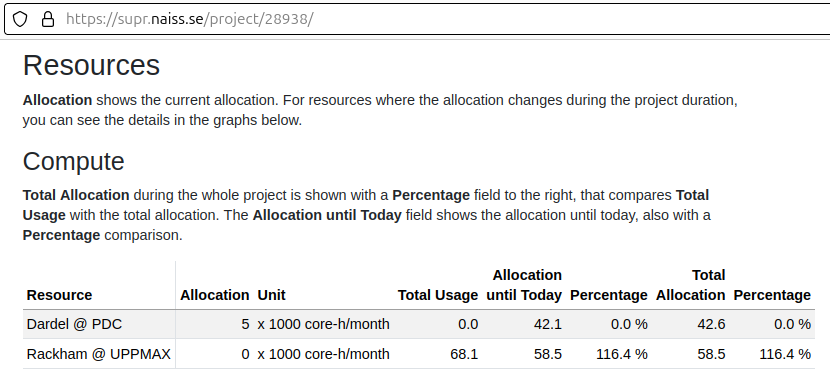 https://supr.naiss.se/project/28938/
Resources
Allocation shows the current allocation. For resources where the allocation changes during the project duration,
you can see the details in the graphs below.
Compute
Total Allocation during the whole project is shown with a Percentage field to the right, that compares Total
Usage with the total allocation. The Allocation until Today field shows the allocation until today, also with a
Percentage comparison.
Allocation Total
Resource Allocation Unit Total Usage until Today Percentage Allocation Percentage
Dardel @ PDC 5 x 1000 core-h/month 0.0 42.1 0.0 % 42.6 0.0 %
Rackham @ UPPMAX 0 x 1000 core-h/month 68.1 58.5 116.4 % 58.5 116.4 %